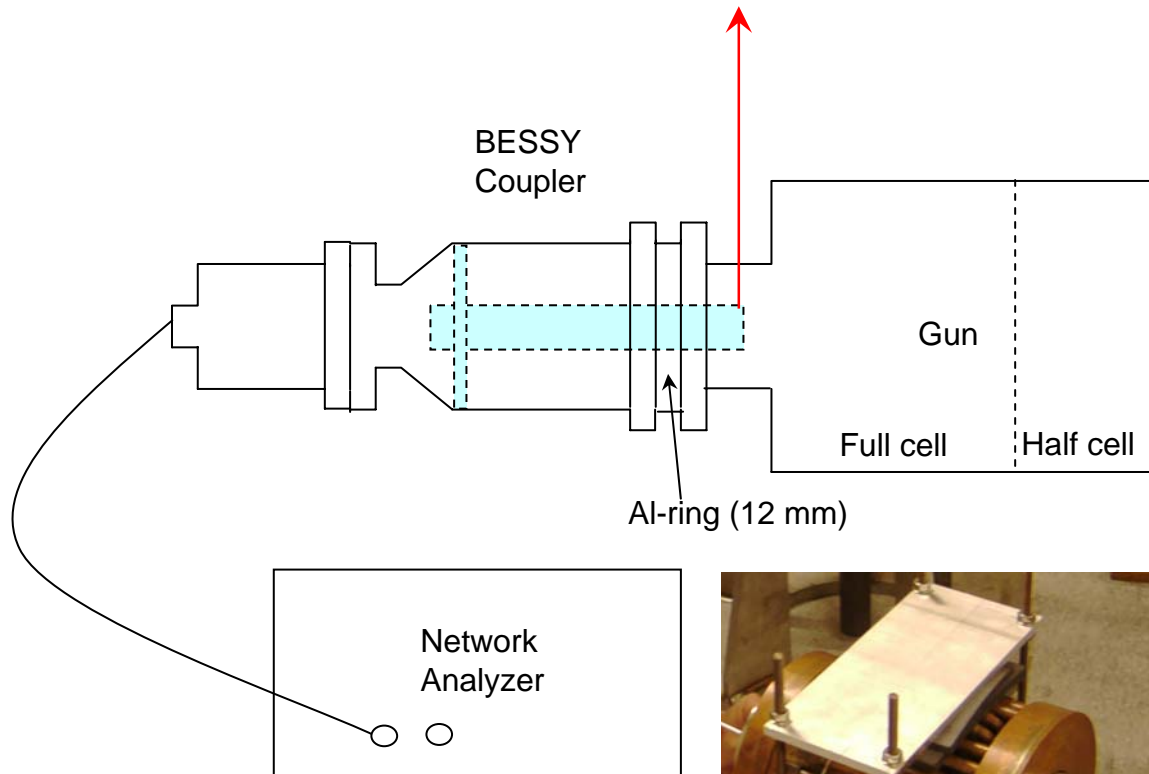 BESSY
Coupler
Gun
Full cell
Half cell
Al-ring (12 mm)
Network
Analyzer